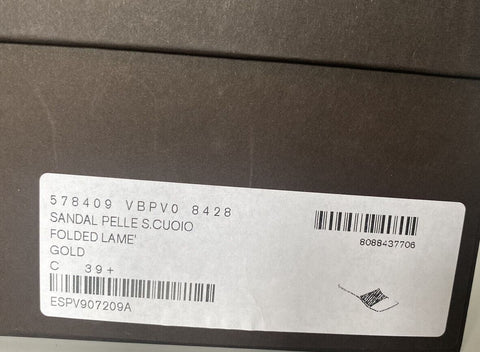 578409 VBPV0 8428
SANDAL PELLE S.CUOIO
FOLDED LAME'
GOLD
C 39+
ESPV907209A
8088437706